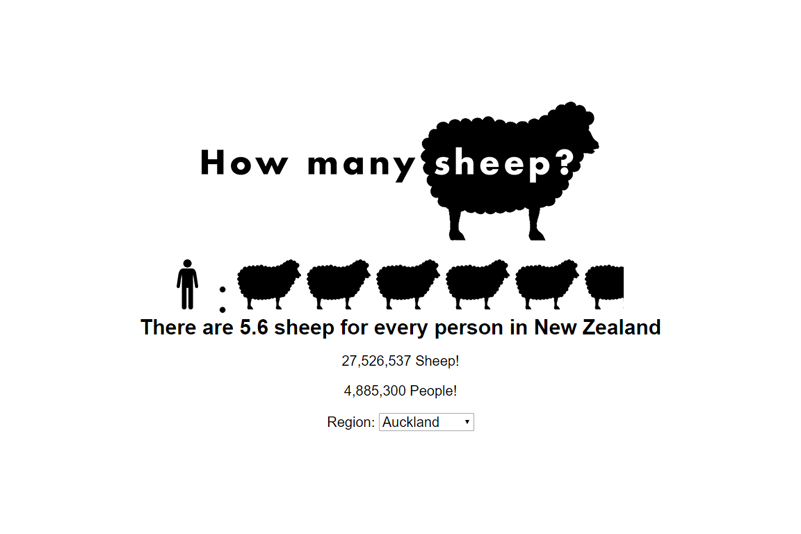 How many sheep?
:
There are 5.6 sheep for every person in New Zealand
27,526,537 Sheep!
4,885,300 People!
Region: Auckland